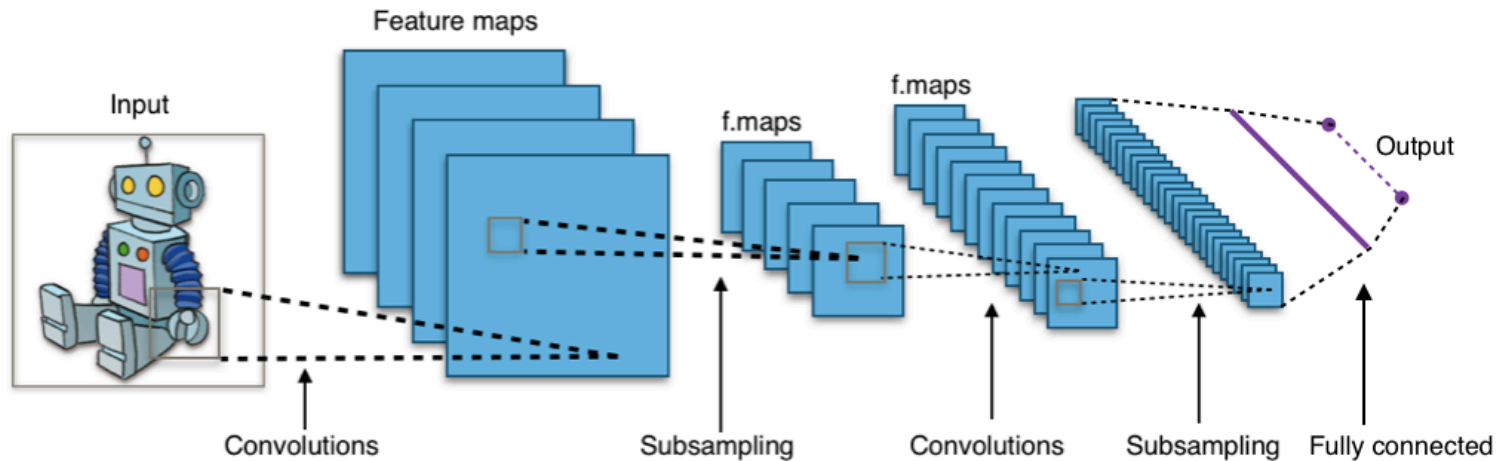 Feature maps
f.maps
f.maps
Input
Output
Convolutions
Subsampling
Convolutions
Subsampling
Fully connected